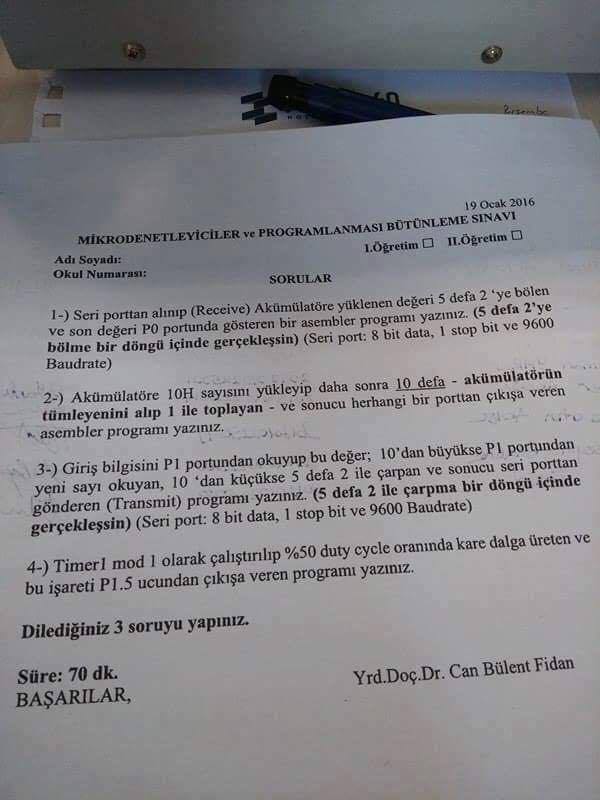 Perşembe
19 Ocak 2016
MİKRODENETLEYİCİLER ve PROGRAMLANMASI BÜTÜNLEME SINAVI
I.Öğretim ☐ II.Öğretim ☐
Adı Soyadı:
Okul Numarası:
SORULAR
1-) Seri porttan alınıp (Receive) Akümülatöre yüklenen değeri 5 defa 2 'ye bölen
ve son değeri P0 portunda gösteren bir asembler programı yazınız. (5 defa 2'ye
bölme bir döngü içinde gerçekleşsin) (Seri port: 8 bit data, 1 stop bit ve 9600
Baudrate)
2-) Akümülatöre 10H sayısını yükleyip daha sonra 10 defa - akümülatörün
tümleyenini alıp 1 ile toplayan - ve sonucu herhangi bir porttan çıkışa veren
asembler programı yazınız.
3-) Giriş bilgisini P1 portundan okuyup bu değer; 10'dan büyükse P1 portundan
yeni sayı okuyan, 10 'dan küçükse 5 defa 2 ile çarpan ve sonucu seri porttan
gönderen (Transmit) programı yazınız. (5 defa 2 ile çarpma bir döngü içinde
gerçekleşsin) (Seri port: 8 bit data, 1 stop bit ve 9600 Baudrate)
4-) Timer1 mod 1 olarak çalıştırılıp %50 duty cycle oranında kare dalga üreten ve
bu işareti P1.5 ucundan çıkışa veren programı yazınız.
Dilediğiniz 3 soruyu yapınız.
Süre: 70 dk.
BAŞARILAR,
Yrd.Doç.Dr. Can Bülent Fidan